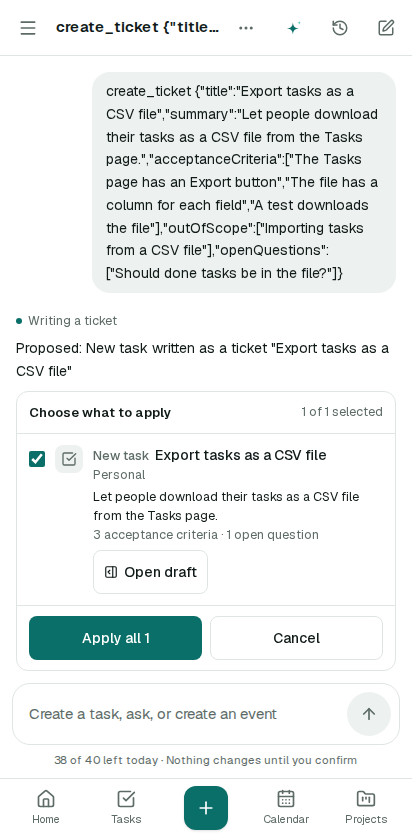 create_ticket {"title...
create_ticket {"title":"Export tasks as a
CSV file","summary":"Let people download
their tasks as a CSV file from the Tasks
page.","acceptanceCriteria":["The Tasks
page has an Export button","The file has a
column for each field","A test downloads
the file"],"outOfScope":["Importing tasks
from a CSV file"],"openQuestions":
["Should done tasks be in the file?"]}
Writing a ticket
Proposed: New task written as a ticket "Export tasks as a
CSV file"
Choose what to apply 1 of 1 selected
New task Export tasks as a CSV file
Personal
Let people download their tasks as a CSV file
from the Tasks page.
3 acceptance criteria · 1 open question
Open draft
Apply all 1 Cancel
Create a task, ask, or create an event
38 of 40 left today · Nothing changes until you confirm
Home Tasks Calendar Projects